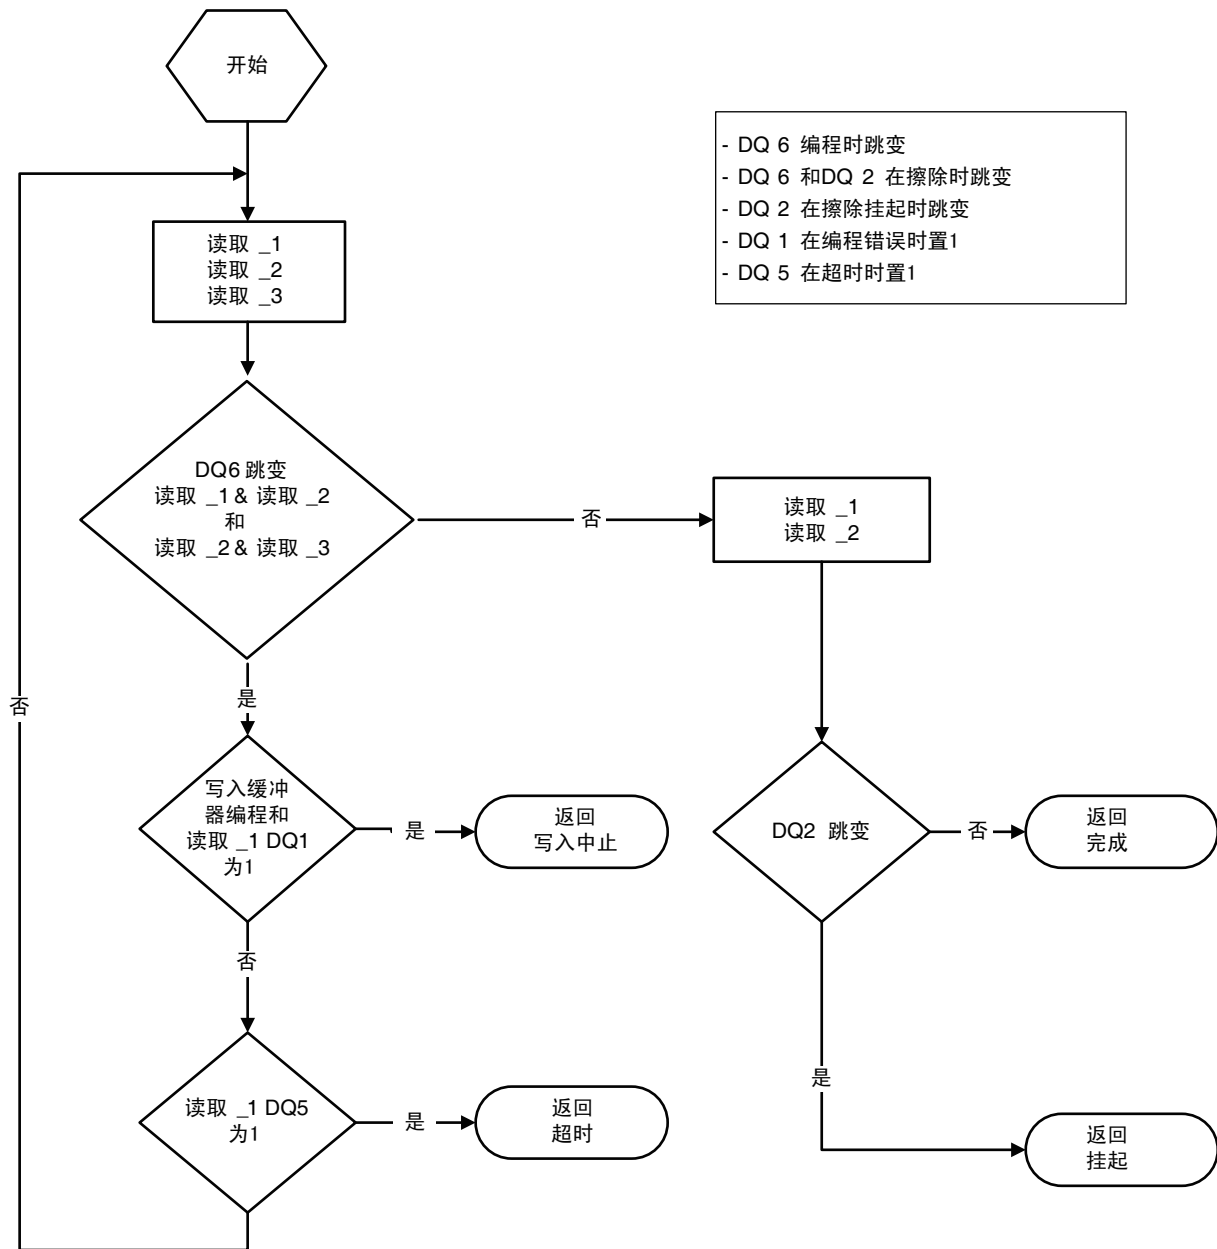 开始
- DQ 6 编程时跳变
- DQ 6 和DQ 2 在擦除时跳变
- DQ 2 在擦除挂起时跳变
- DQ 1 在编程错误时置1
- DQ 5 在超时时置1
读取 _1
读取 _2
读取 _3
DQ6 跳变
读取 _1 & 读取 _2
和
读取 _2 & 读取 _3
否
读取 _1
读取 _2
是
否
写入缓冲
器编程和
读取 _1 DQ1
为1
是
返回
写入中止
DQ2 跳变
否
返回
完成
否
是
读取 _1 DQ5
为1
是
返回
超时
返回
挂起